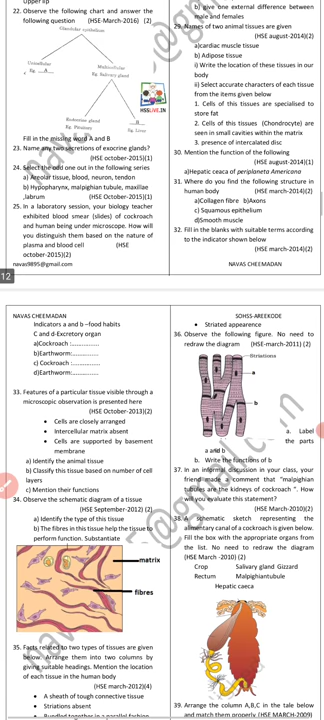 Upper lip
22. Observe the following chart and answer the
following question (HSE-March-2016) (2)
Glandular epithelium
Unicellular
Eg. A
Multicellular
Eg. Salivary gland
Endocrine gland
Eg. Pituitary
B
Eg. Liver
HSSLIVE.IN
Fill in the missing word A and B
23. Name any two secretions of exocrine glands?
(HSE october-2015)(1)
24. Select the odd one out in the following series
a) Areolar tissue, blood, neuron, tendon
b) Hypopharynx, malpighian tubule, maxillae
,labrum (HSE October-2015)(1)
25. In a laboratory session, your biology teacher
exhibited blood smear (slides) of cockroach
and human being under microscope. How will
you distinguish them based on the nature of
plasma and blood cell (HSE
october-2015)(2)
navas9895@gmail.com
12
b) give one external difference between
male and females
29. Names of two animal tissues are given
(HSE august-2014)(2)
a)cardiac muscle tissue
b) Adipose tissue
i) Write the location of these tissues in our
body
ii) Select accurate characters of each tissue
from the items given below
1. Cells of this tissues are specialised to
store fat
2. Cells of this tissues (Chondrocyte) are
seen in small cavities within the matrix
3. presence of intercalated disc
30. Mention the function of the following
(HSE august-2014)(1)
a)Hepatic ceaca of periplaneta Americana
31. Where do you find the following structure in
human body (HSE march-2014)(2)
a)Collagen fibre b)Axons
c) Squamous epithelium
d)Smooth muscle
32. Fill in the blanks with suitable terms according
to the indicator shown below
(HSE march-2014)(2)
NAVAS CHEEMADAN
NAVAS CHEEMADAN
Indicators a and b –food habits
C and d-Excretory organ
a)Cockroach :...............
b)Earthworm:..............
c) Cockroach :...............
d)Earthworm:..............
33. Features of a particular tissue visible through a
microscopic observation is presented here
(HSE October-2013)(2)
• Cells are closely arranged
• Intercellular matrix absent
• Cells are supported by basement
membrane
a) Identify the animal tissue
b) Classify this tissue based on number of cell
layers
c) Mention their functions
34. Observe the schematic diagram of a tissue
(HSE September-2012) (2)
a) Identify the type of this tissue
b) The fibres in this tissue help the tissue to
perform function. Substantiate
matrix
fibres
35. Facts related to two types of tissues are given
below. Arrange them into two columns by
giving suitable headings. Mention the location
of each tissue in the human body
(HSE march-2012)(4)
• A sheath of tough connective tissue
• Striations absent
• Bundled together in a parallel fashion
SOHSS-AREEKODE
• Striated appearence
36. Observe the following figure. No need to
redraw the diagram (HSE-march-2011) (2)
Striations
a
b
a. Label
the parts
a and b
b. Write the functions of b
37. In an informal discussion in your class, your
friend made a comment that "malpighian
tubules are the kidneys of cockroach ". How
will you evaluate this statement?
(HSE March-2010)(2)
38. A schematic sketch representing the
alimentary canal of a cockroach is given below.
Fill the box with the appropriate organs from
the list. No need to redraw the diagram
(HSE March -2010) (2)
Crop Salivary gland Gizzard
Rectum Malpighiantubule
Hepatic caeca
39. Arrange the column A,B,C in the tale below
and match them properly (HSE MARCH-2009)